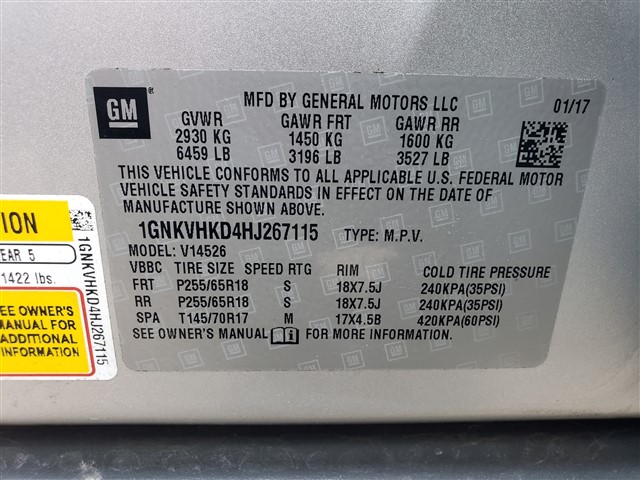 GM
MFD BY GENERAL MOTORS LLC 01/17
GVWR GAWR FRT GAWR RR
2930 KG 1450 KG 1600 KG
6459 LB 3196 LB 3527 LB
THIS VEHICLE CONFORMS TO ALL APPLICABLE U.S. FEDERAL MOTOR
VEHICLE SAFETY STANDARDS IN EFFECT ON THE DATE OF
MANUFACTURE SHOWN ABOVE.
1GNKVHKD4HJ267115 TYPE: M.P.V.
MODEL: V14526
VBBC TIRE SIZE SPEED RTG RIM COLD TIRE PRESSURE
FRT P255/65R18 S 18X7.5J 240KPA(35PSI)
RR P255/65R18 S 18X7.5J 240KPA(35PSI)
SPA T145/70R17 M 17X4.5B 420KPA(60PSI)
SEE OWNER'S MANUAL FOR MORE INFORMATION.
ION
EAR 5
1422 lbs.
EE OWNER'S
MANUAL FOR
ADDITIONAL
FORMATION
1GNKVHKD4HJ267115